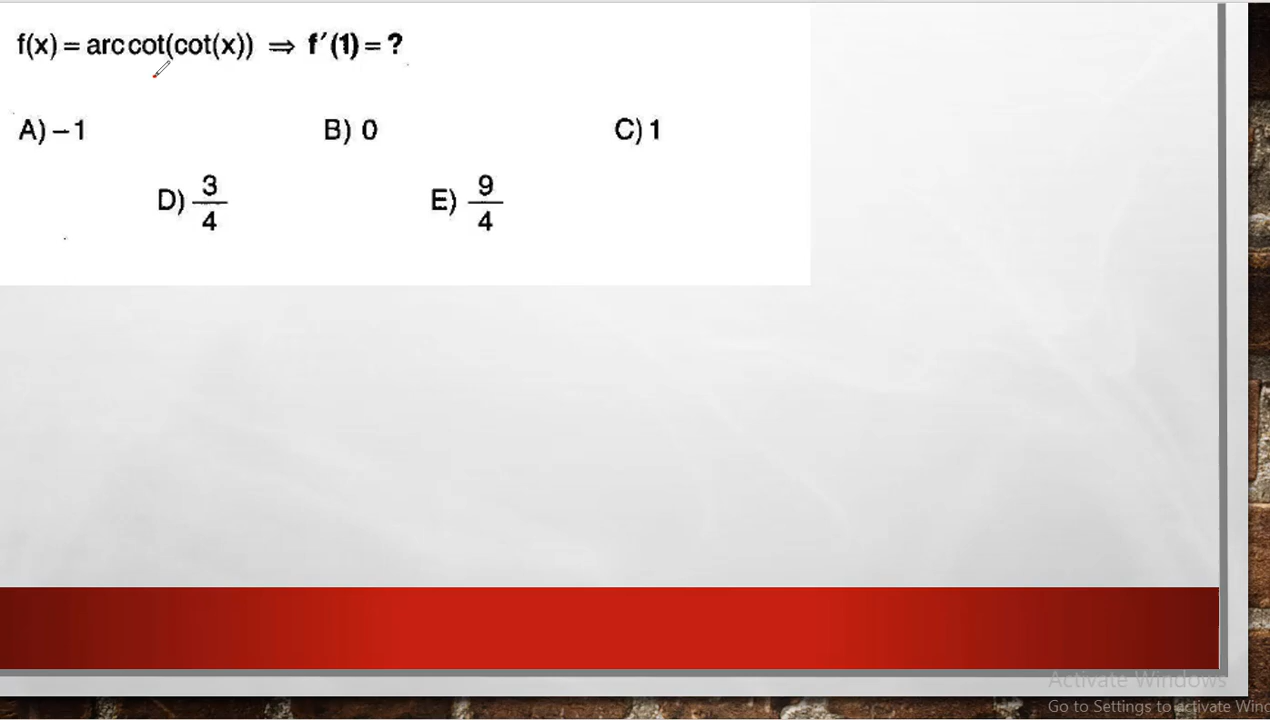 f(x) = arc cot(cot(x)) ⇒ f′(1) = ?
A) – 1 B) 0 C) 1
D) 3/4 E) 9/4
Activate Windows
Go to Settings to activate Wind